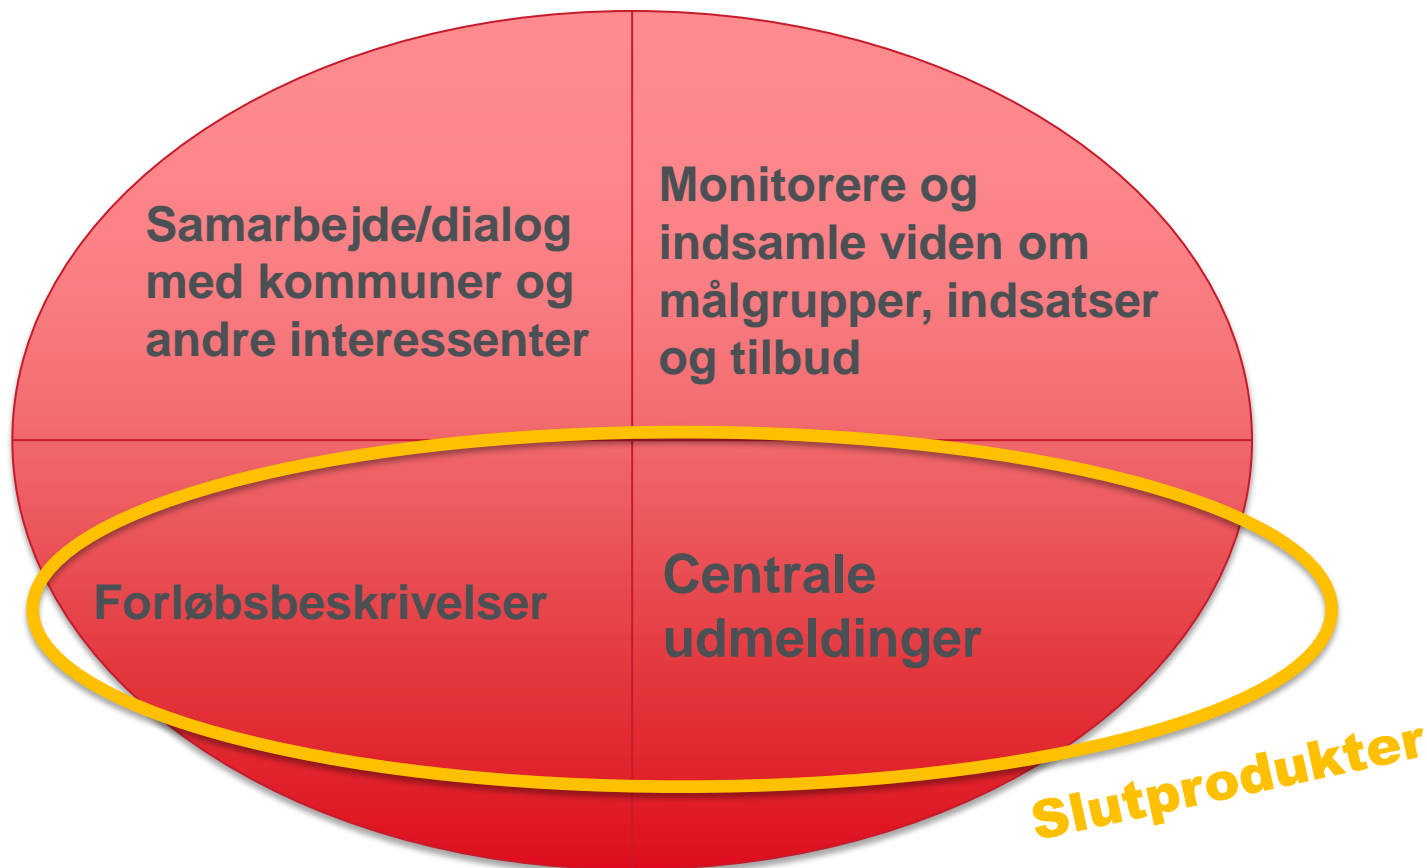 Samarbejde/dialog
med kommuner og
andre interessenter
Monitorere og
indsamle viden om
målgrupper, indsatser
og tilbud
Forløbsbeskrivelser
Centrale
udmeldinger
Slutprodukter